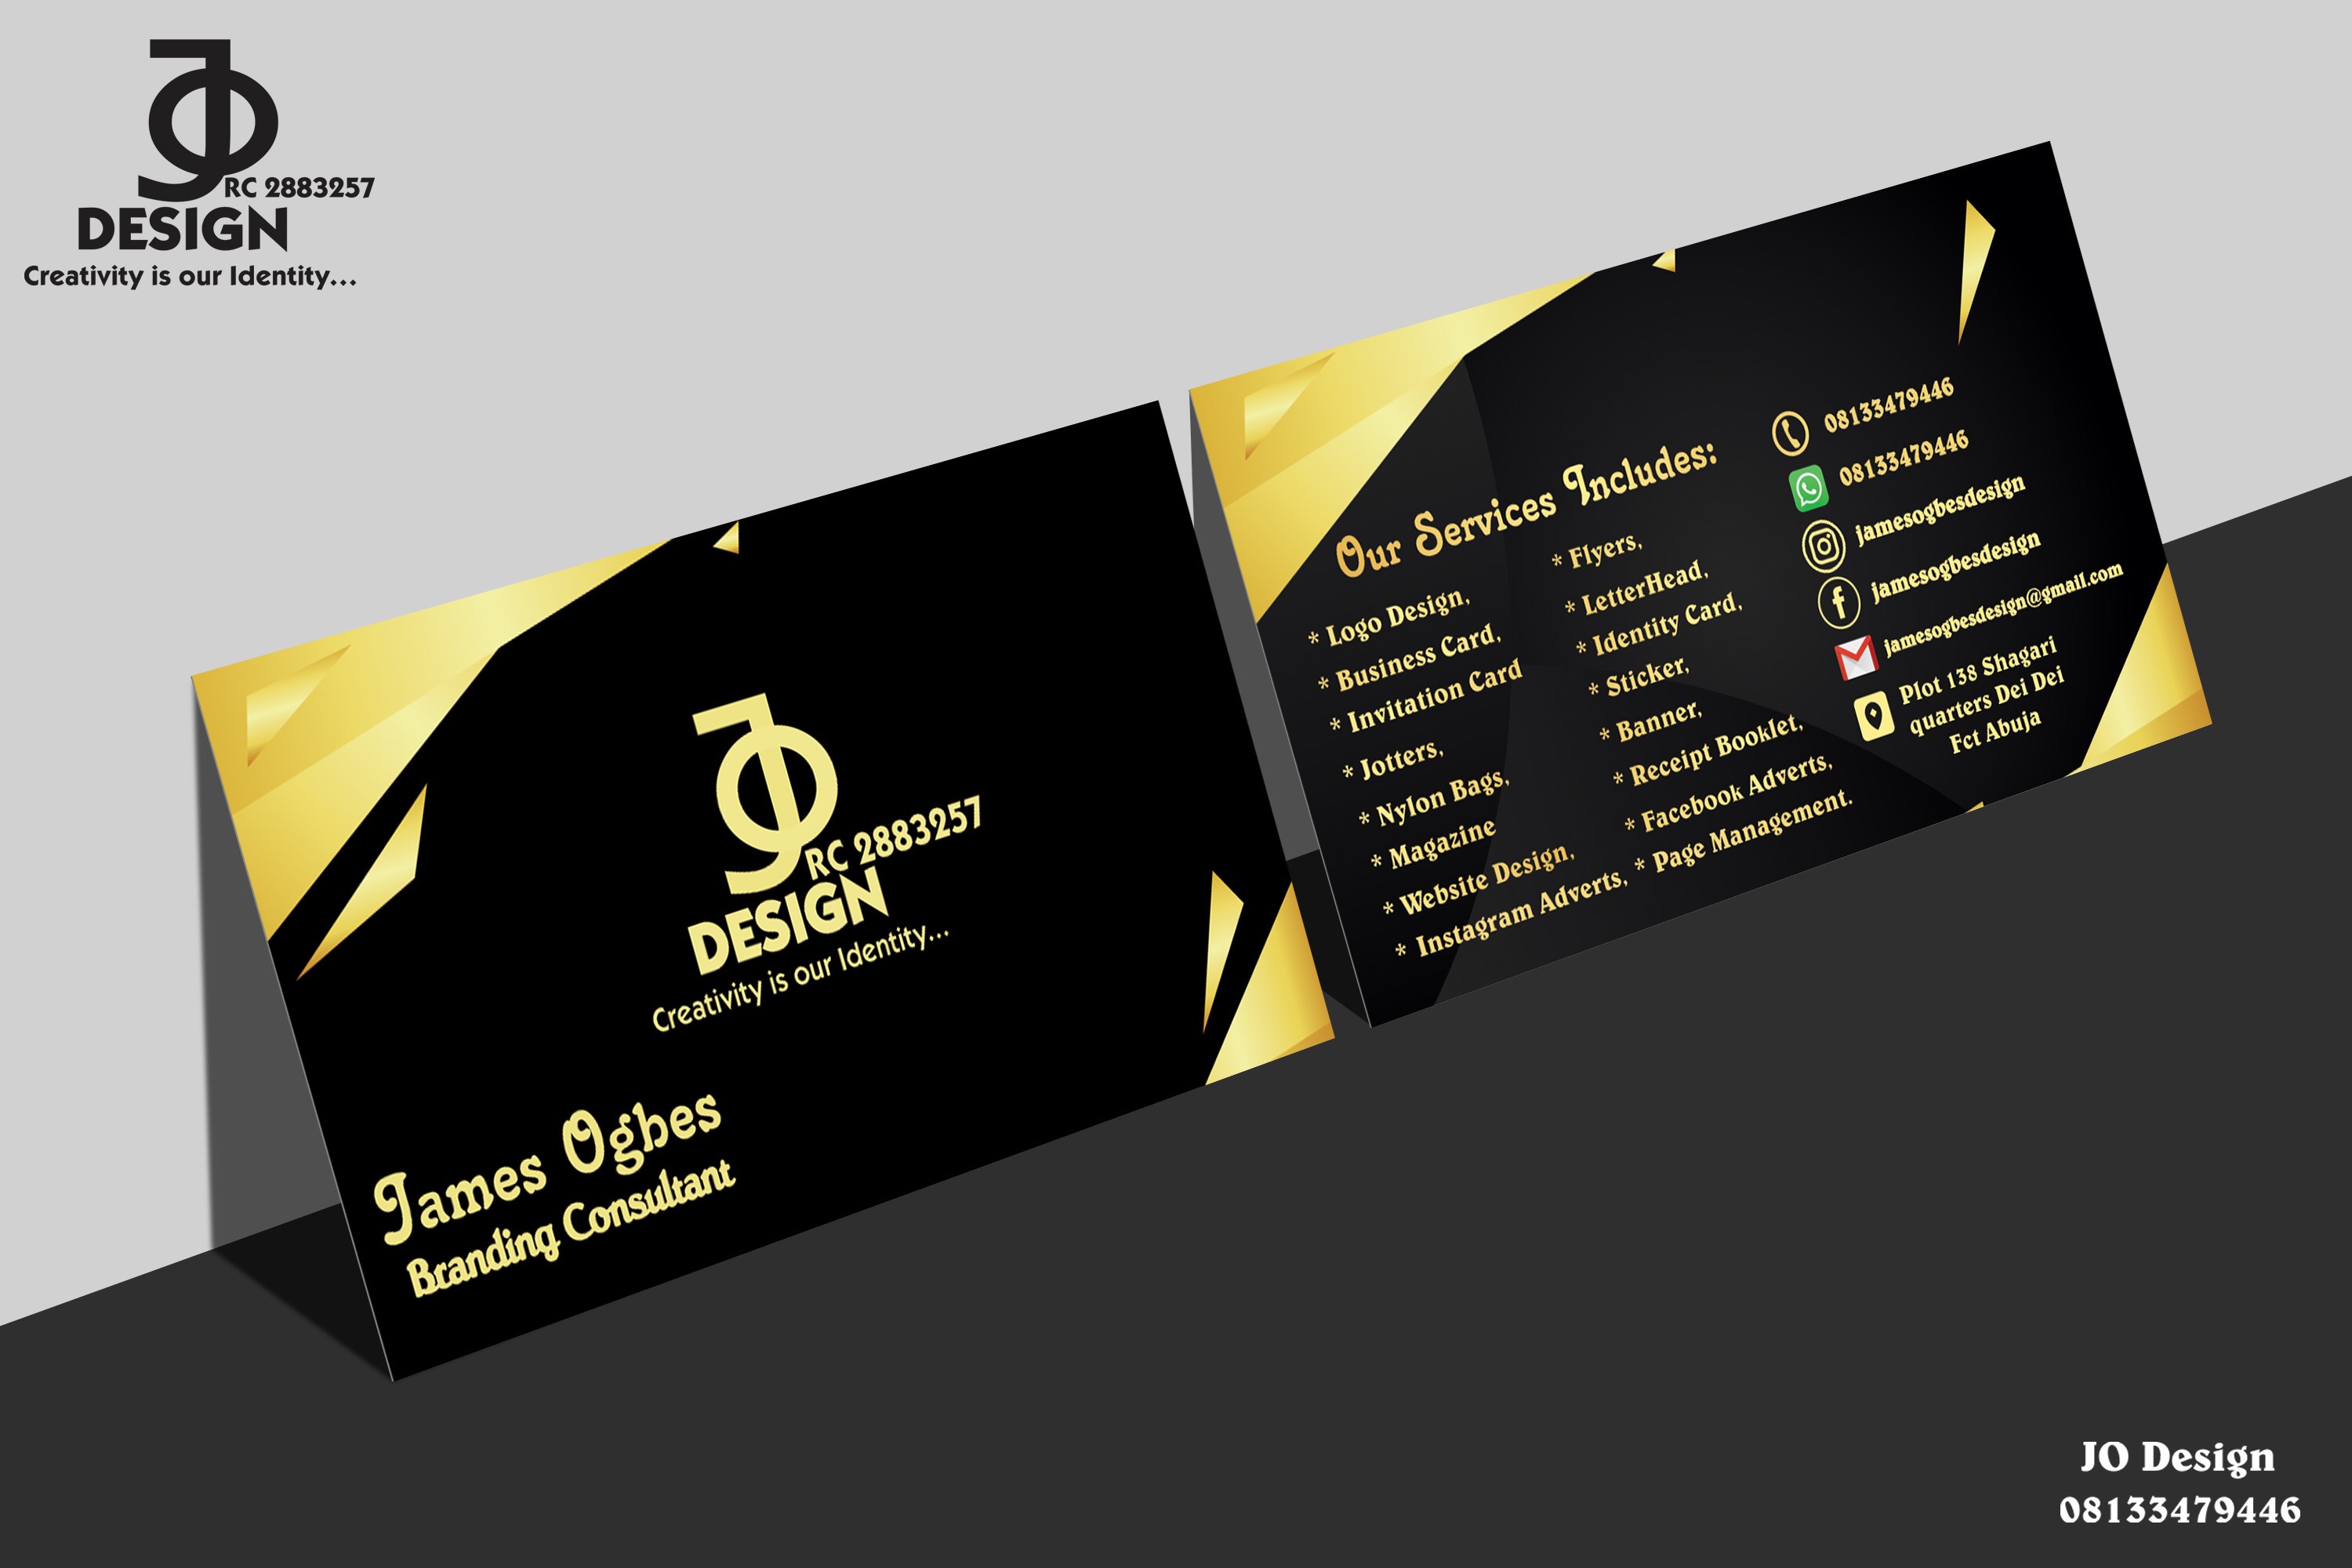 JO
RC 2883257
DESIGN
Creativity is our Identity...
JO
RC 2883257
DESIGN
Creativity is our Identity...
James Ogbes
Branding Consultant
Our Services Includes:
* Logo Design,
* Business Card,
* Invitation Card
* Jotters,
* Nylon Bags,
* Magazine
* Website Design,
* Instagram Adverts, * Page Management.
* Flyers,
* LetterHead,
* Identity Card,
* Sticker,
* Banner,
* Receipt Booklet,
* Facebook Adverts,
08133479446
08133479446
jamesogbesdesign
jamesogbesdesign
jamesogbesdesign@gmail.com
Plot 138 Shagari
quarters Dei Dei
Fct Abuja
JO Design
08133479446